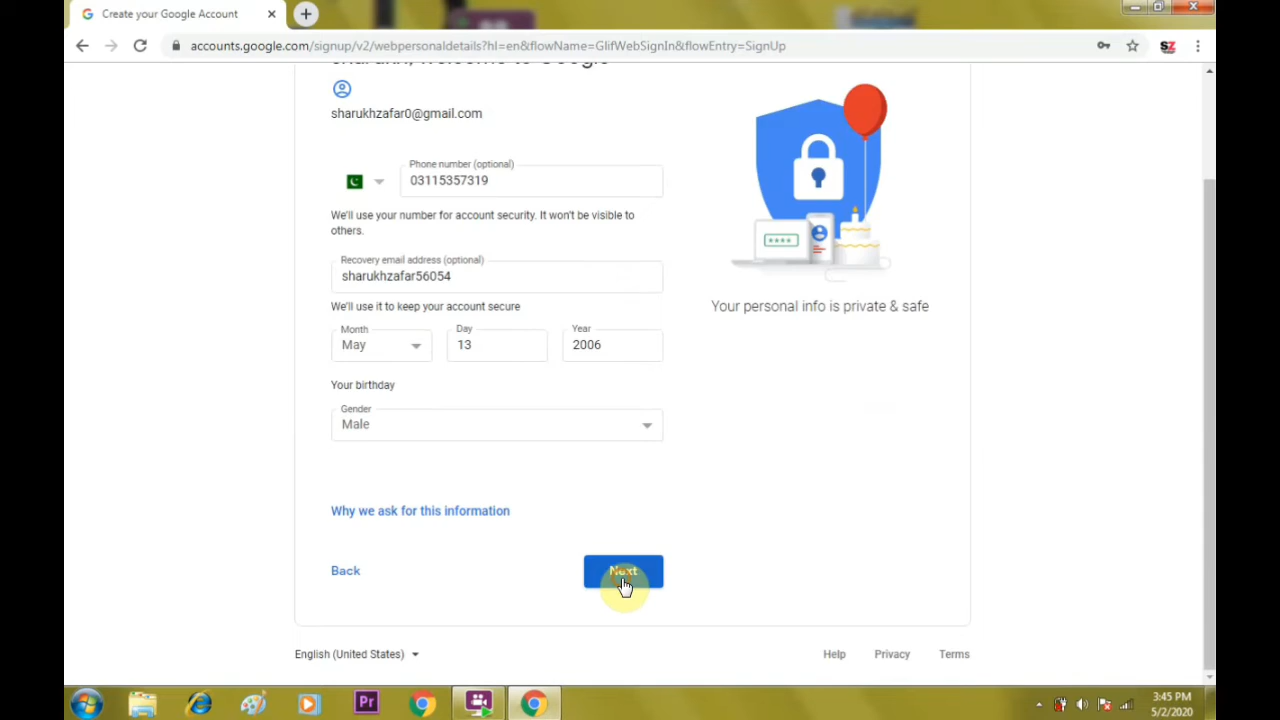 Create your Google Account
accounts.google.com/signup/v2/webpersonaldetails?hl=en&flowName=GlifWebSignIn&flowEntry=SignUp
SZ
sharukhzafar0@gmail.com
Phone number (optional)
03115357319
We'll use your number for account security. It won't be visible to
others.
Recovery email address (optional)
sharukhzafar56054
We'll use it to keep your account secure
Month
May
Day
13
Year
2006
Your birthday
Gender
Male
Why we ask for this information
Back
Next
Your personal info is private & safe
English (United States)
Help
Privacy
Terms
Pr
3:45 PM
5/2/2020